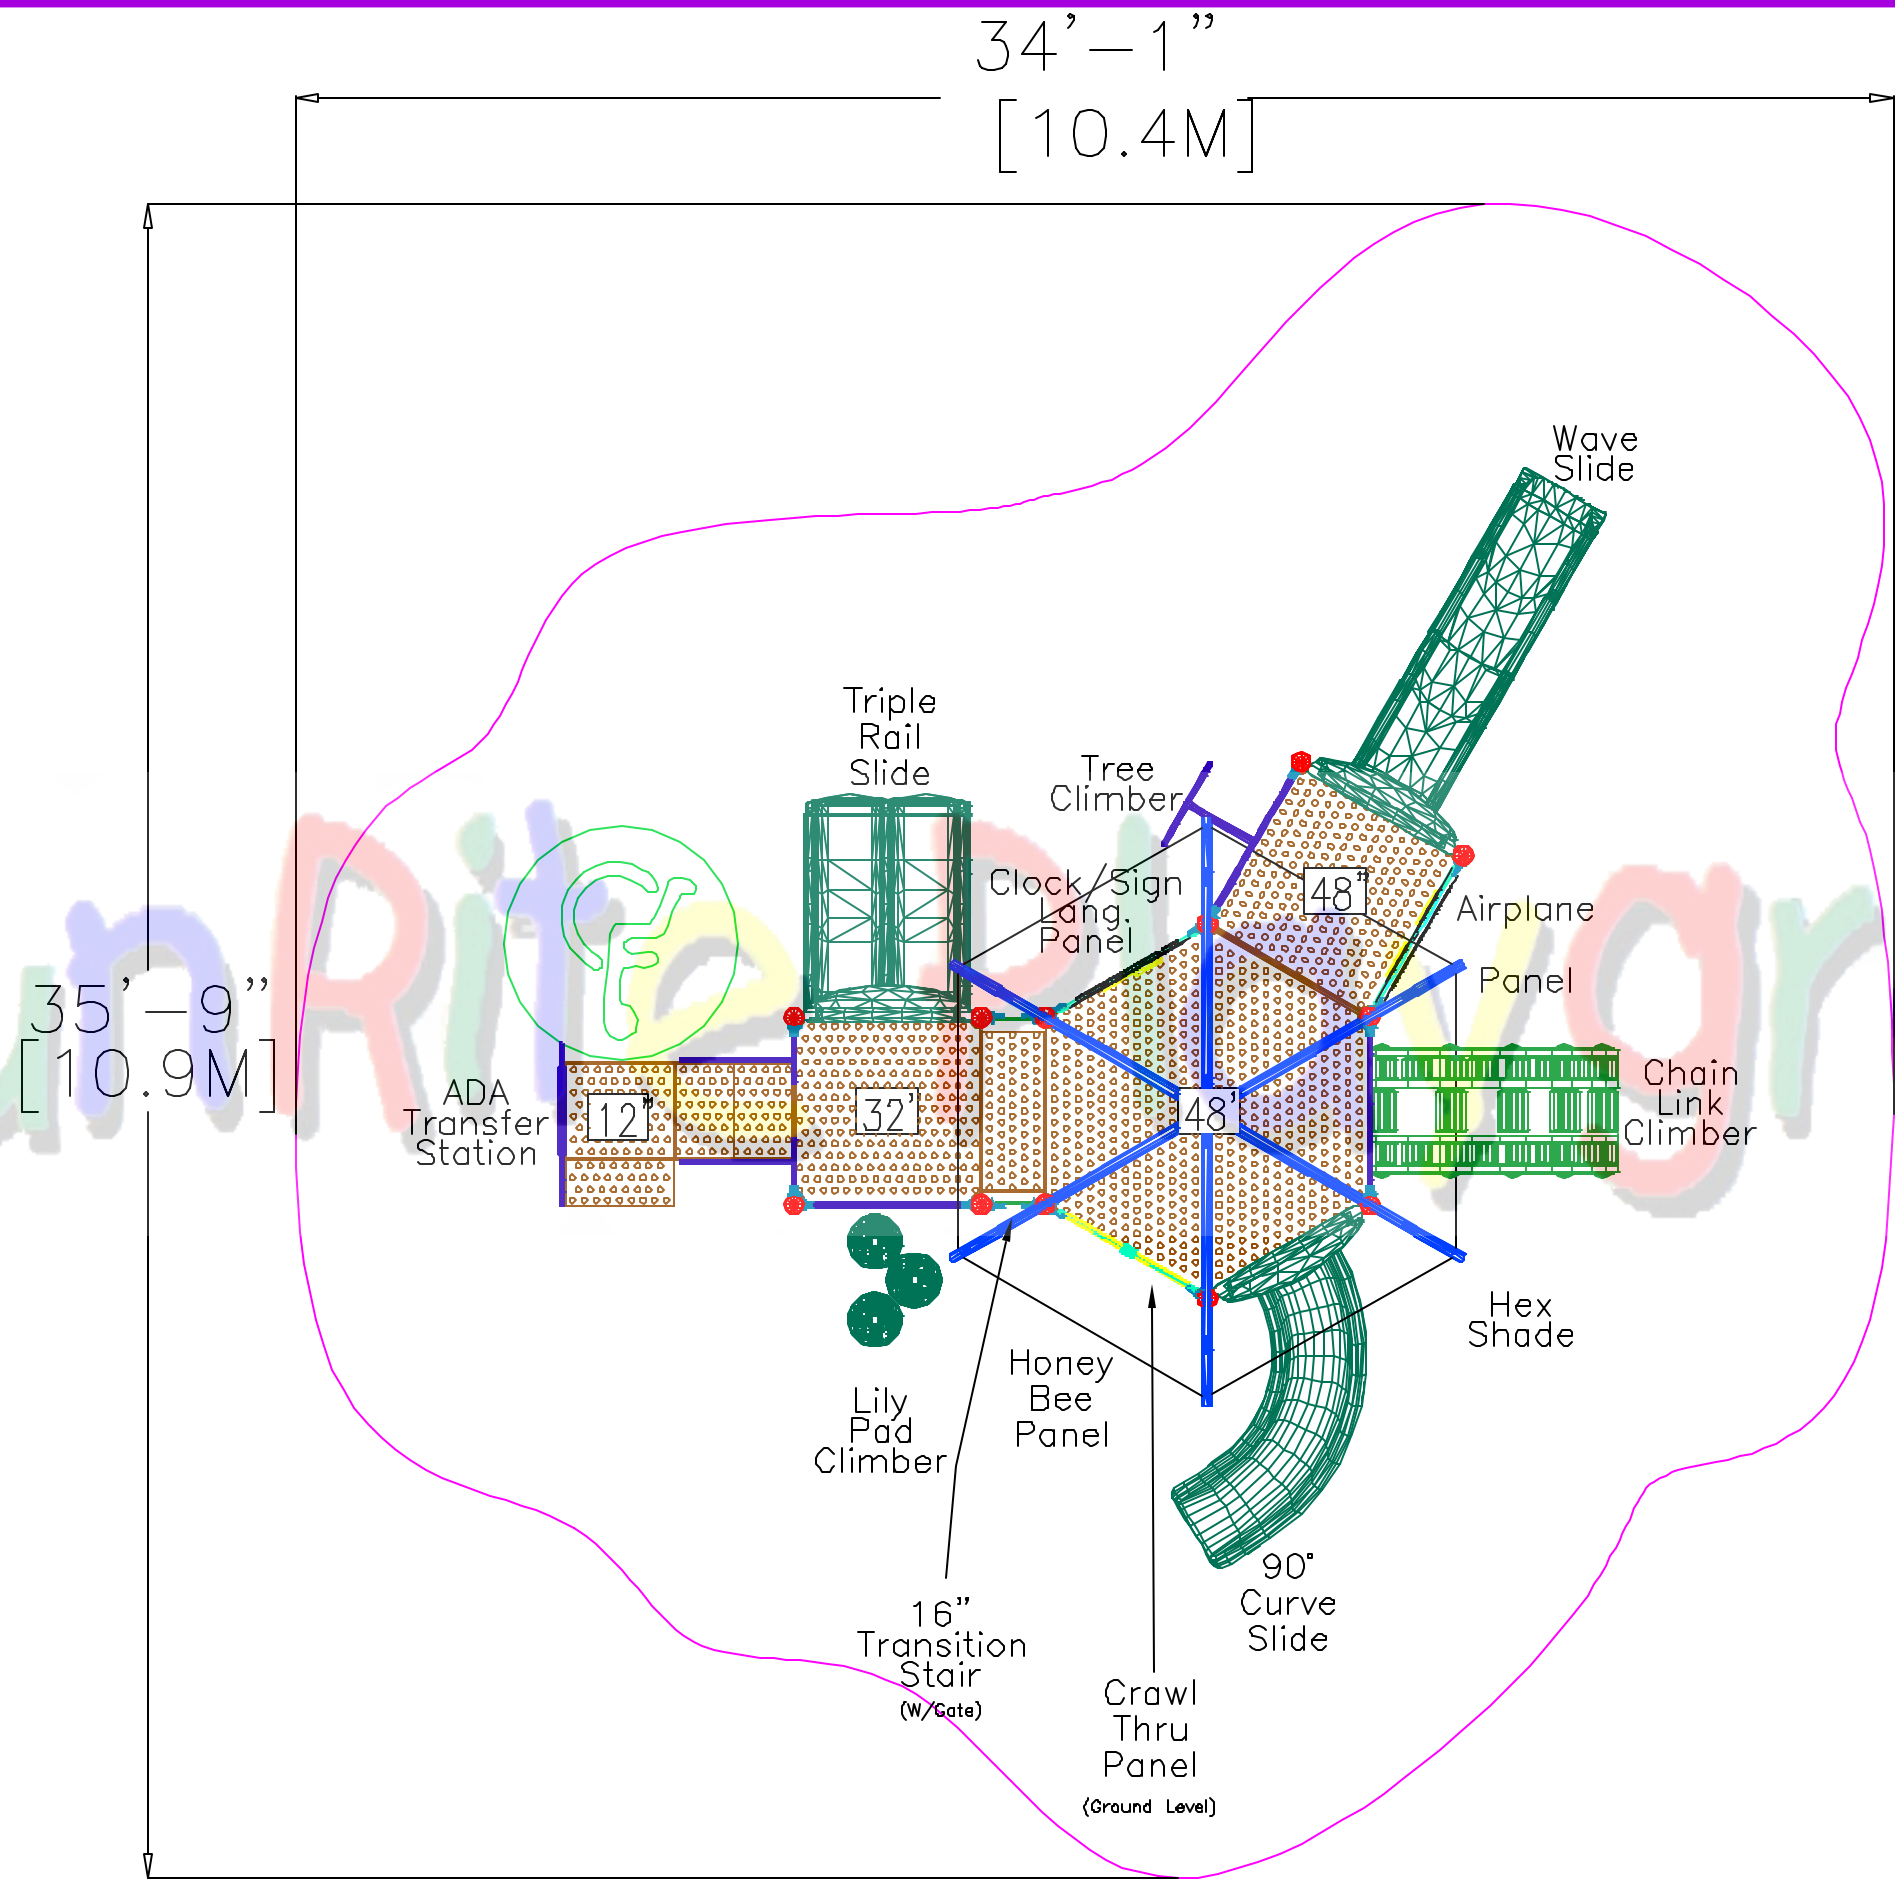 34'-1"
[10.4M]
Wave
Slide
Triple
Rail
Slide
Tree
Climber
Clock/Sign
Lang.
Panel
48"
Airplane
Panel
35'-9"
[10.9M]
unRite Playgr
ADA
Transfer
Station
12"
32'
48'
Chain
Link
Climber
Hex
Shade
Honey
Bee
Panel
Lily
Pad
Climber
90°
Curve
Slide
16"
Transition
Stair
(W/Gate)
Crawl
Thru
Panel
(Ground Level)